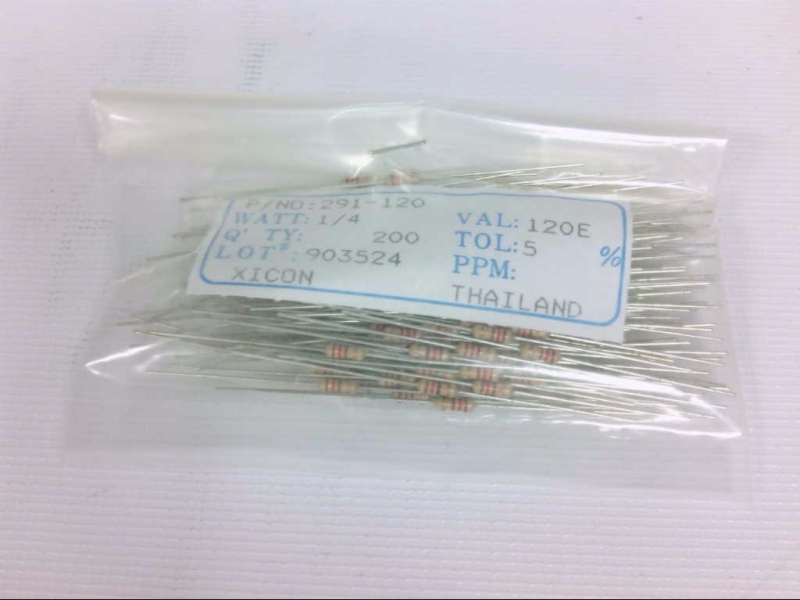 P/NO: 291-120
WATT: 1/4 VAL: 120E
Q' TY: 200 TOL: 5 %
LOT#: 903524 PPM:
XICON THAILAND